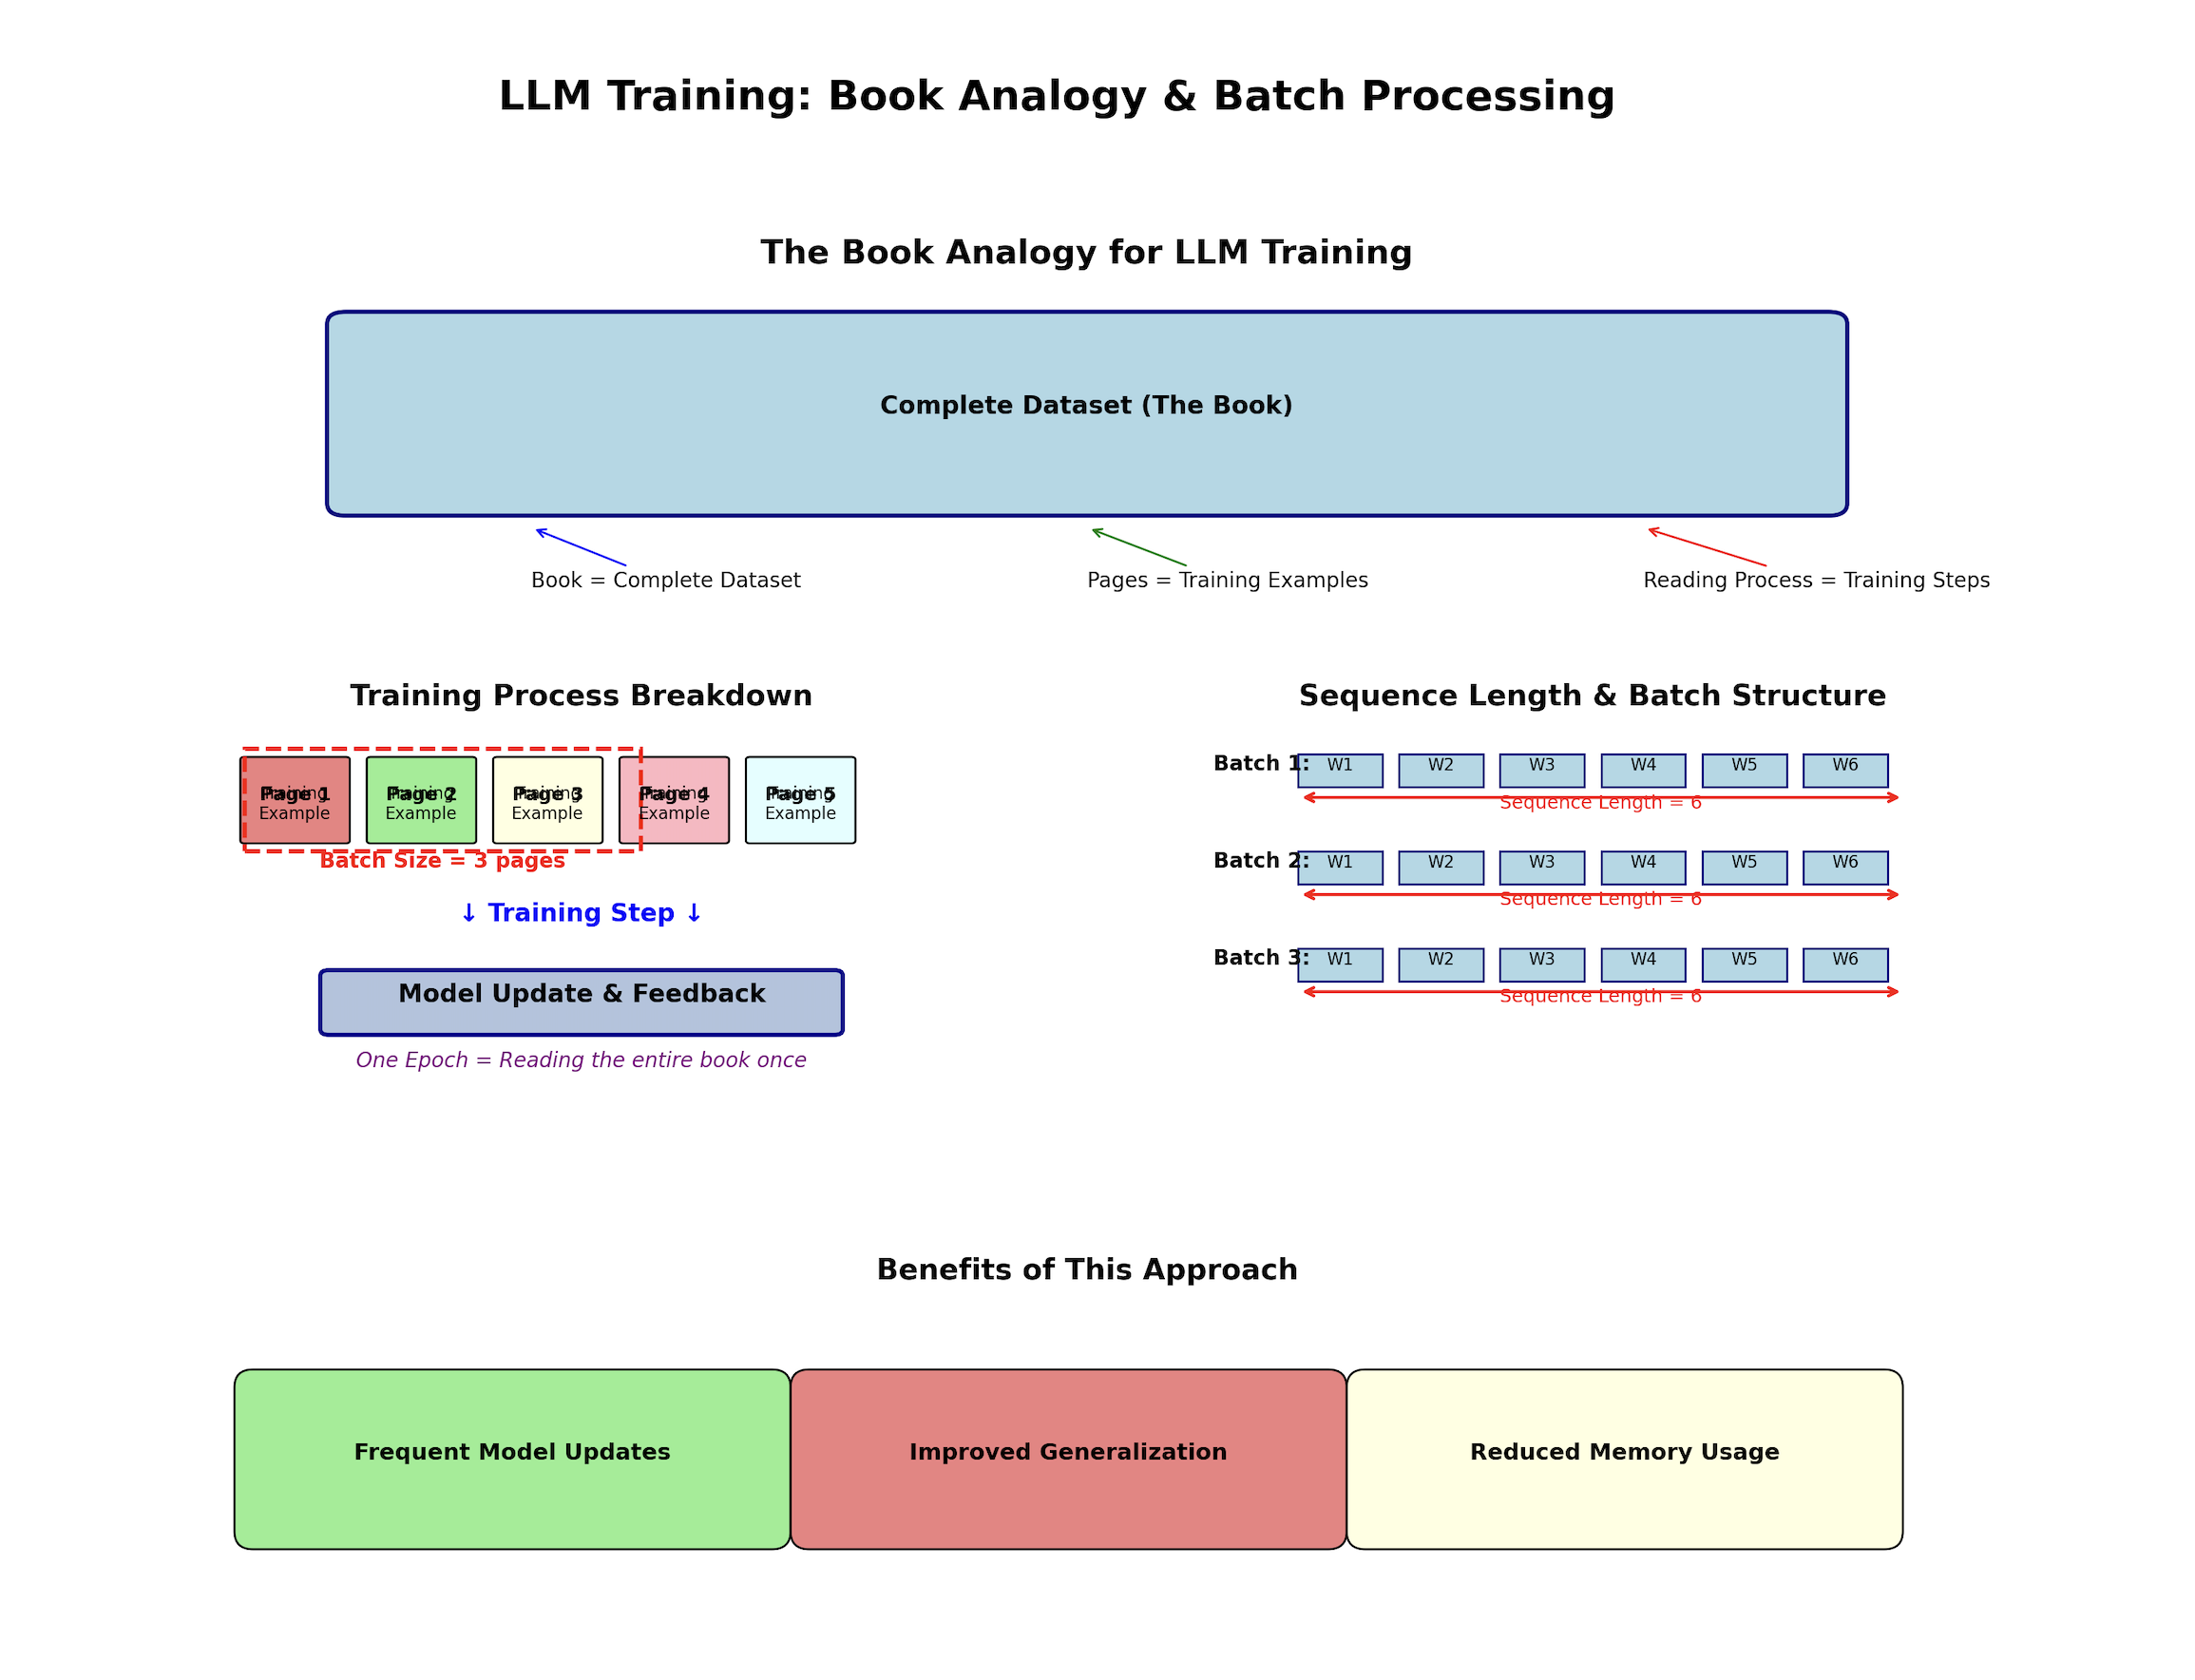 LLM Training: Book Analogy & Batch Processing
The Book Analogy for LLM Training
Complete Dataset (The Book)
Book = Complete Dataset
Pages = Training Examples
Reading Process = Training Steps
Training Process Breakdown
Page 1
Training
Example
Page 2
Training
Example
Page 3
Training
Example
Page 4
Training
Example
Page 5
Training
Example
Batch Size = 3 pages
↓ Training Step ↓
Model Update & Feedback
One Epoch = Reading the entire book once
Sequence Length & Batch Structure
Batch 1: W1 W2 W3 W4 W5 W6
Sequence Length = 6
Batch 2: W1 W2 W3 W4 W5 W6
Sequence Length = 6
Batch 3: W1 W2 W3 W4 W5 W6
Sequence Length = 6
Benefits of This Approach
Frequent Model Updates
Improved Generalization
Reduced Memory Usage